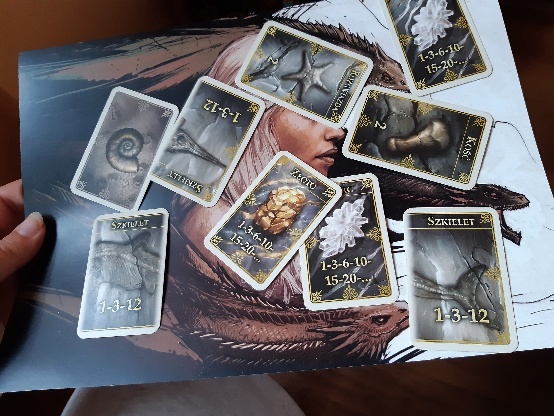 1-3-6-10-
15-20-...
2
ROZGWIAZDA
1-3-12
SZKIELET
2
KOŚĆ
ZŁOTO
1-3-6-10-
15-20-...
1-3-6-10-
15-20-...
SZKIELET
1-3-12
SZKIELET
1-3-12